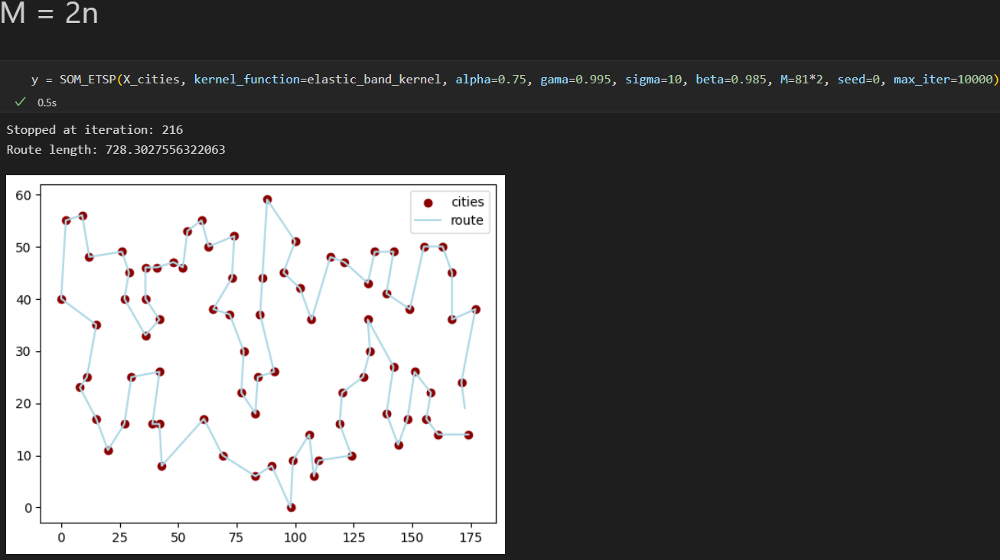 M = 2n
y = SOM_ETSP(X_cities, kernel_function=elastic_band_kernel, alpha=0.75, gama=0.995, sigma=10, beta=0.985, M=81*2, seed=0, max_iter=10000)
0.5s
Stopped at iteration: 216
Route length: 728.3027556322063
cities
route
60
50
40
30
20
10
0
0 25 50 75 100 125 150 175